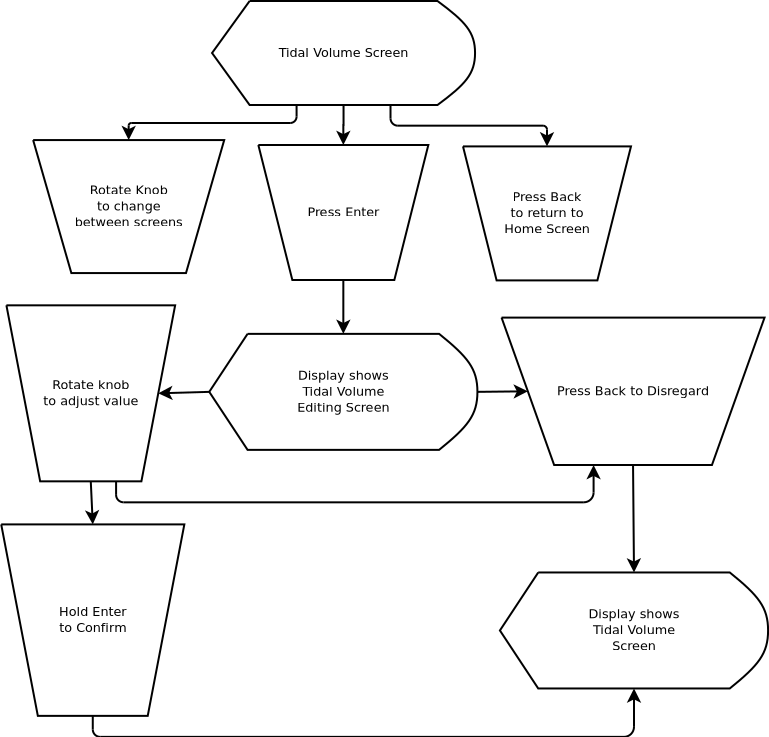 Tidal Volume Screen
Rotate Knob
to change
between screens
Press Enter
Press Back
to return to
Home Screen
Rotate knob
to adjust value
Display shows
Tidal Volume
Editing Screen
Press Back to Disregard
Hold Enter
to Confirm
Display shows
Tidal Volume
Screen